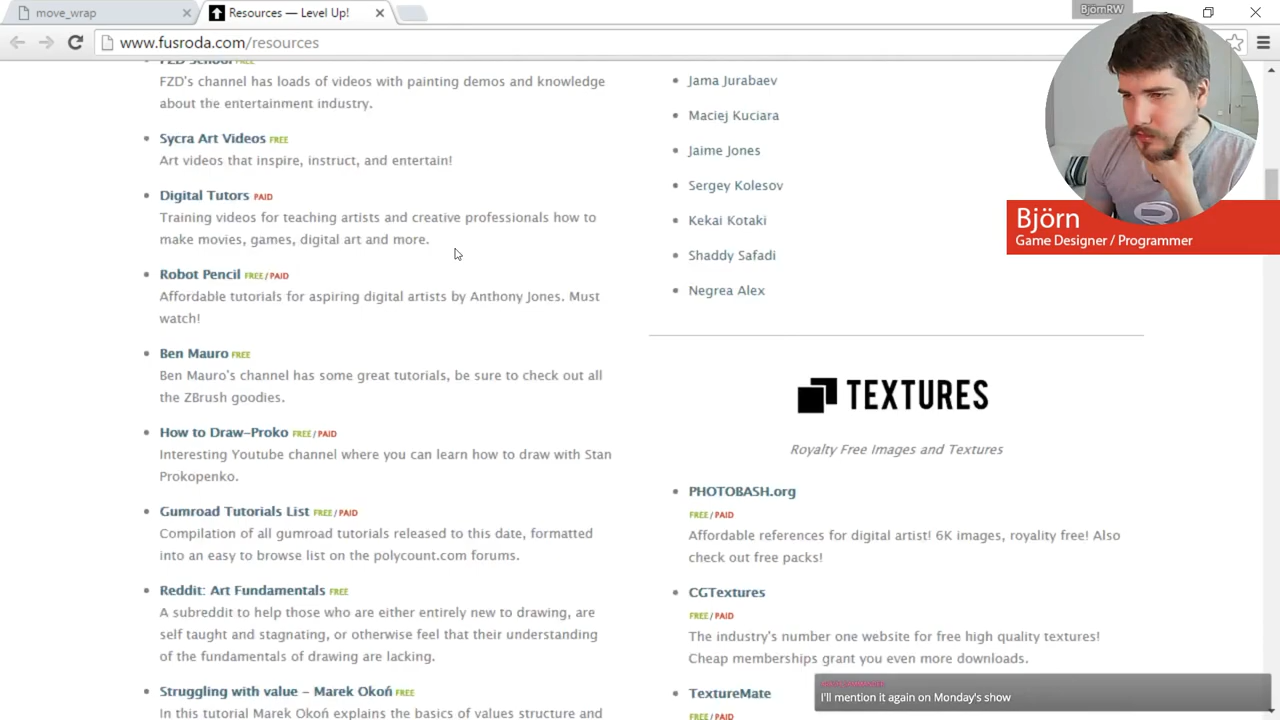 move_wrap
Resources — Level Up!
BjörnRW
www.fusroda.com/resources
FZD School FREE
FZD's channel has loads of videos with painting demos and knowledge
about the entertainment industry.
Sycra Art Videos FREE
Art videos that inspire, instruct, and entertain!
Digital Tutors PAID
Training videos for teaching artists and creative professionals how to
make movies, games, digital art and more.
Robot Pencil FREE / PAID
Affordable tutorials for aspiring digital artists by Anthony Jones. Must
watch!
Ben Mauro FREE
Ben Mauro's channel has some great tutorials, be sure to check out all
the ZBrush goodies.
How to Draw-Proko FREE / PAID
Interesting Youtube channel where you can learn how to draw with Stan
Prokopenko.
Gumroad Tutorials List FREE / PAID
Compilation of all gumroad tutorials released to this date, formatted
into an easy to browse list on the polycount.com forums.
Reddit: Art Fundamentals FREE
A subreddit to help those who are either entirely new to drawing, are
self taught and stagnating, or otherwise feel that their understanding
of the fundamentals of drawing are lacking.
Struggling with value - Marek Okoń FREE
In this tutorial Marek Okoń explains the basics of values structure and
Jama Jurabaev
Maciej Kuciara
Jaime Jones
Sergey Kolesov
Kekai Kotaki
Shaddy Safadi
Negrea Alex
TEXTURES
Royalty Free Images and Textures
PHOTOBASH.org
FREE / PAID
Affordable references for digital artist! 6K images, royality free! Also
check out free packs!
CGTextures
FREE / PAID
The industry's number one website for free high quality textures!
Cheap memberships grant you even more downloads.
TextureMate
FREE / PAID
Björn
Game Designer / Programmer
I'll mention it again on Monday's show